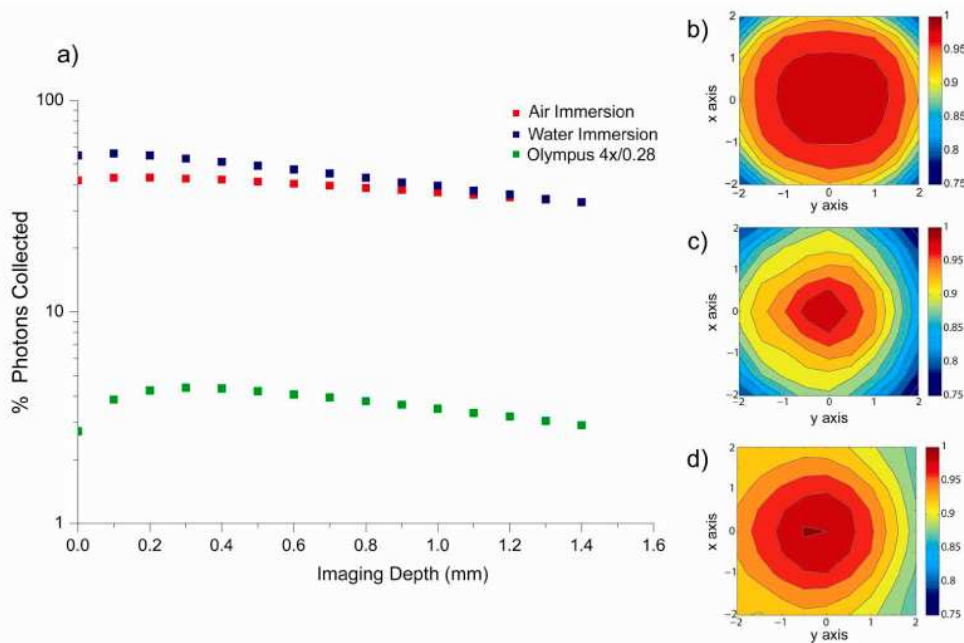 a)
100
10
1
% Photons Collected
Air Immersion
Water Immersion
Olympus 4x/0.28
0.0 0.2 0.4 0.6 0.8 1.0 1.2 1.4 1.6
Imaging Depth (mm)
b)
2
1
0
-1
-2
x axis
-2 -1 0 1 2
y axis
1
0.95
0.9
0.85
0.8
0.75
c)
2
1
0
-1
-2
x axis
-2 -1 0 1 2
y axis
1
0.95
0.9
0.85
0.8
0.75
d)
2
1
0
-1
-2
x axis
-2 -1 0 1 2
y axis
1
0.95
0.9
0.85
0.8
0.75